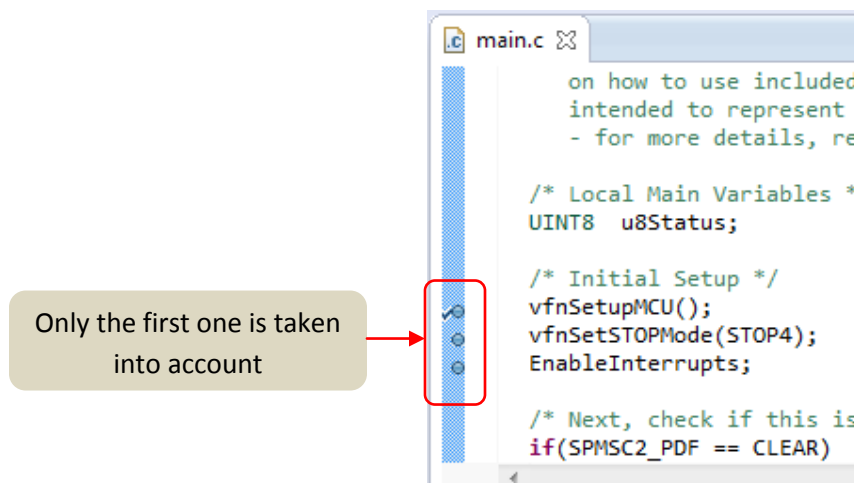 main.c
on how to use included
intended to represent
- for more details, re
/* Local Main Variables *
UINT8 u8Status;
/* Initial Setup */
vfnSetupMCU();
vfnSetSTOPMode(STOP4);
EnableInterrupts;
/* Next, check if this is
if(SPMSC2_PDF == CLEAR)
Only the first one is taken
into account